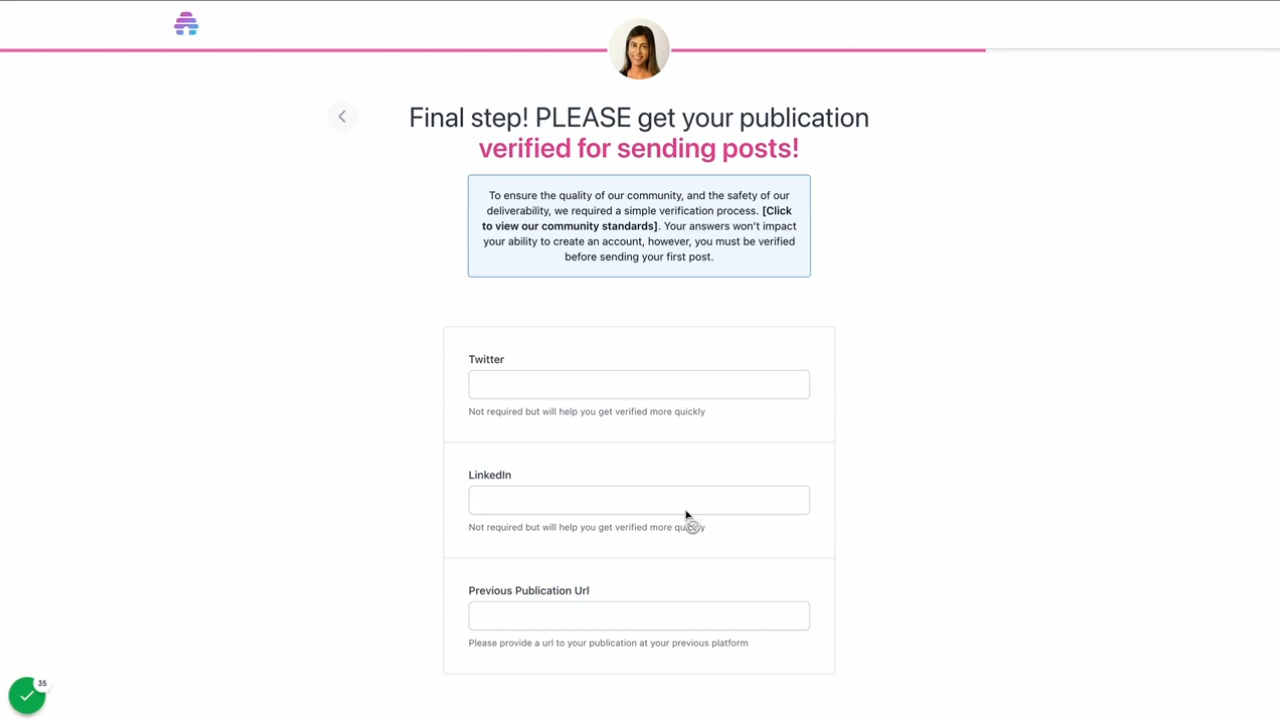 Final step! PLEASE get your publication
verified for sending posts!
To ensure the quality of our community, and the safety of our
deliverability, we required a simple verification process. [Click
to view our community standards]. Your answers won't impact
your ability to create an account, however, you must be verified
before sending your first post.
Twitter
Not required but will help you get verified more quickly
LinkedIn
Not required but will help you get verified more quickly
Previous Publication Url
Please provide a url to your publication at your previous platform
35